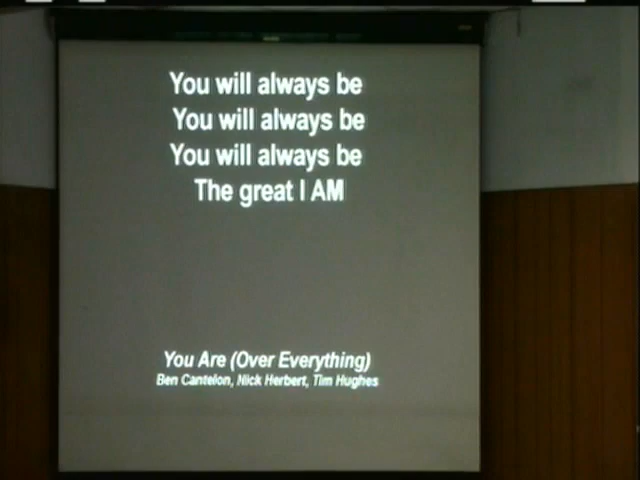 You will always be
You will always be
You will always be
The great I AM
You Are (Over Everything)
Ben Cantelon, Nick Herbert, Tim Hughes